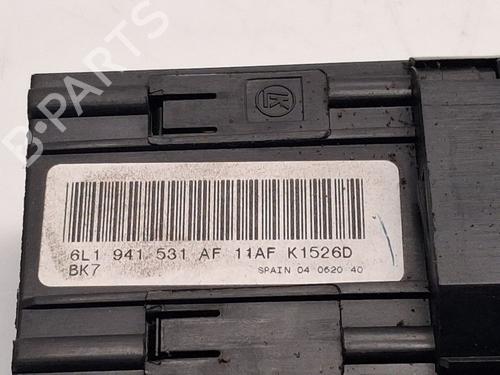 B-PARTS
6L1 941 531 AF 11AF K1526D
BK7
SPAIN 04 0620 40